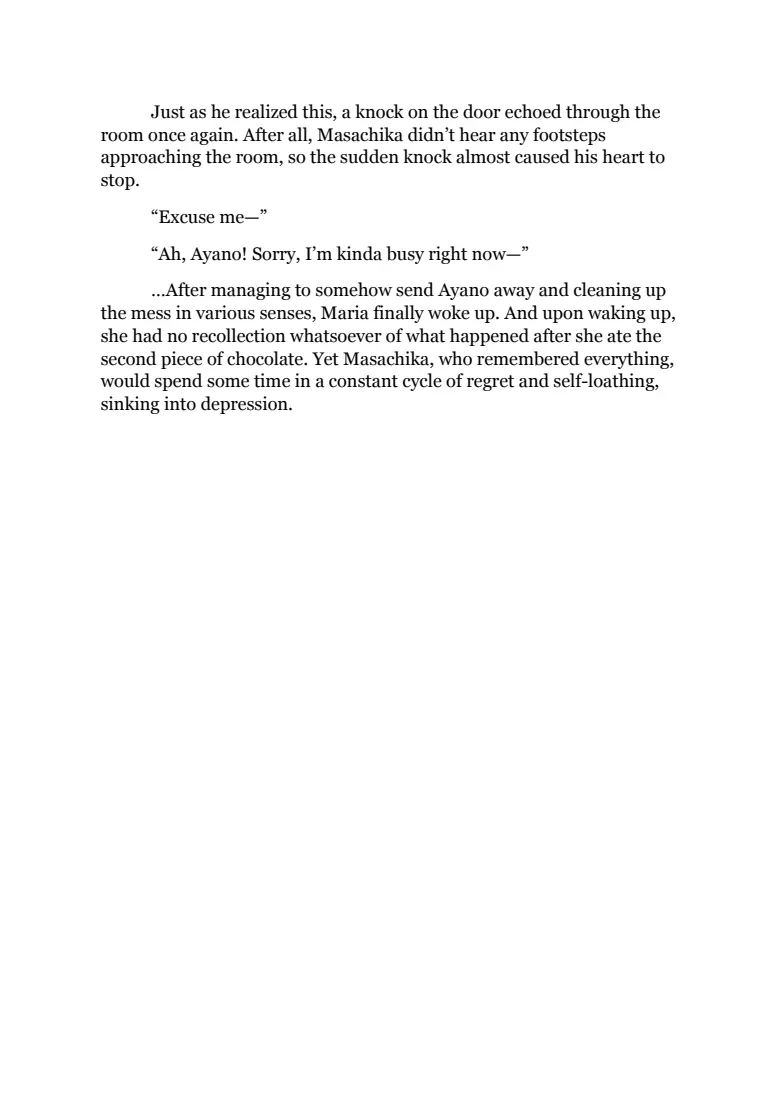 Just as he realized this, a knock on the door echoed through the
room once again. After all, Masachika didn’t hear any footsteps
approaching the room, so the sudden knock almost caused his heart to
stop.
“Excuse me—”
“Ah, Ayano! Sorry, I’m kinda busy right now—”
…After managing to somehow send Ayano away and cleaning up
the mess in various senses, Maria finally woke up. And upon waking up,
she had no recollection whatsoever of what happened after she ate the
second piece of chocolate. Yet Masachika, who remembered everything,
would spend some time in a constant cycle of regret and self-loathing,
sinking into depression.